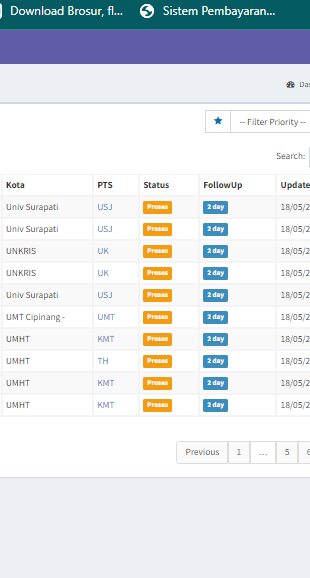 Download Brosur, fl... Sistem Pembayaran...
Das
-- Filter Priority --
Search:
Kota PTS Status FollowUp Update
Univ Surapati USJ Proses 2 day 18/05/2
Univ Surapati USJ Proses 2 day 18/05/2
UNKRIS UK Proses 2 day 18/05/2
UNKRIS UK Proses 2 day 18/05/2
Univ Surapati USJ Proses 2 day 18/05/2
UMT Cipinang - UMT Proses 2 day 18/05/2
UMHT KMT Proses 2 day 18/05/2
UMHT TH Proses 2 day 18/05/2
UMHT KMT Proses 2 day 18/05/2
UMHT KMT Proses 2 day 18/05/2
Previous 1 ... 5 6